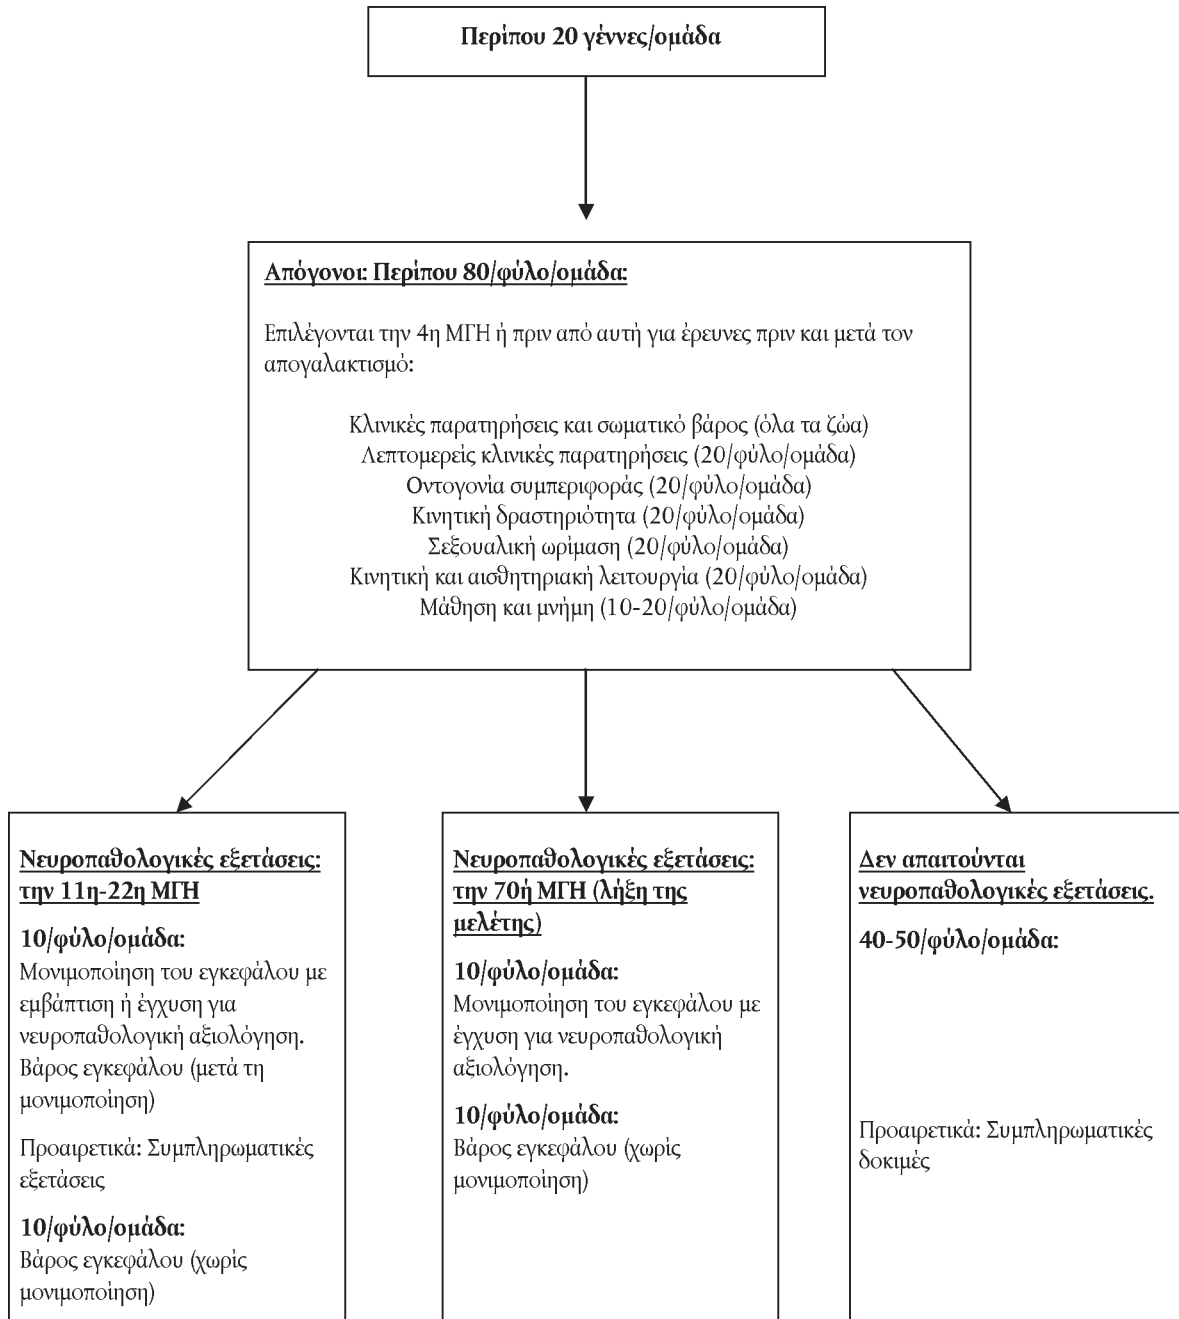 Περίπου 20 γέννες/ομάδα
Απόγονοι: Περίπου 80/φύλο/ομάδα:
Επιλέγονται την 4η ΜΓΗ ή πριν από αυτή για έρευνες πριν και μετά τον
απογαλακτισμό:
Κλινικές παρατηρήσεις και σωματικό βάρος (όλα τα ζώα)
Λεπτομερείς κλινικές παρατηρήσεις (20/φύλο/ομάδα)
Οντογονία συμπεριφοράς (20/φύλο/ομάδα)
Κινητική δραστηριότητα (20/φύλο/ομάδα)
Σεξουαλική ωρίμαση (20/φύλο/ομάδα)
Κινητική και αισθητηριακή λειτουργία (20/φύλο/ομάδα)
Μάθηση και μνήμη (10-20/φύλο/ομάδα)
Νευροπαθολογικές εξετάσεις:
την 11η-22η ΜΓΗ
10/φύλο/ομάδα:
Μονιμοποίηση του εγκεφάλου με
εμβάπτιση ή έγχυση για
νευροπαθολογική αξιολόγηση.
Βάρος εγκεφάλου (μετά τη
μονιμοποίηση)
Προαιρετικά: Συμπληρωματικές
εξετάσεις
10/φύλο/ομάδα:
Βάρος εγκεφάλου (χωρίς
μονιμοποίηση)
Νευροπαθολογικές εξετάσεις:
την 70ή ΜΓΗ (λήξη της
μελέτης)
10/φύλο/ομάδα:
Μονιμοποίηση του εγκεφάλου με
έγχυση για νευροπαθολογική
αξιολόγηση.
10/φύλο/ομάδα:
Βάρος εγκεφάλου (χωρίς
μονιμοποίηση)
Δεν απαιτούνται
νευροπαθολογικές εξετάσεις.
40-50/φύλο/ομάδα:
Προαιρετικά: Συμπληρωματικές
δοκιμές